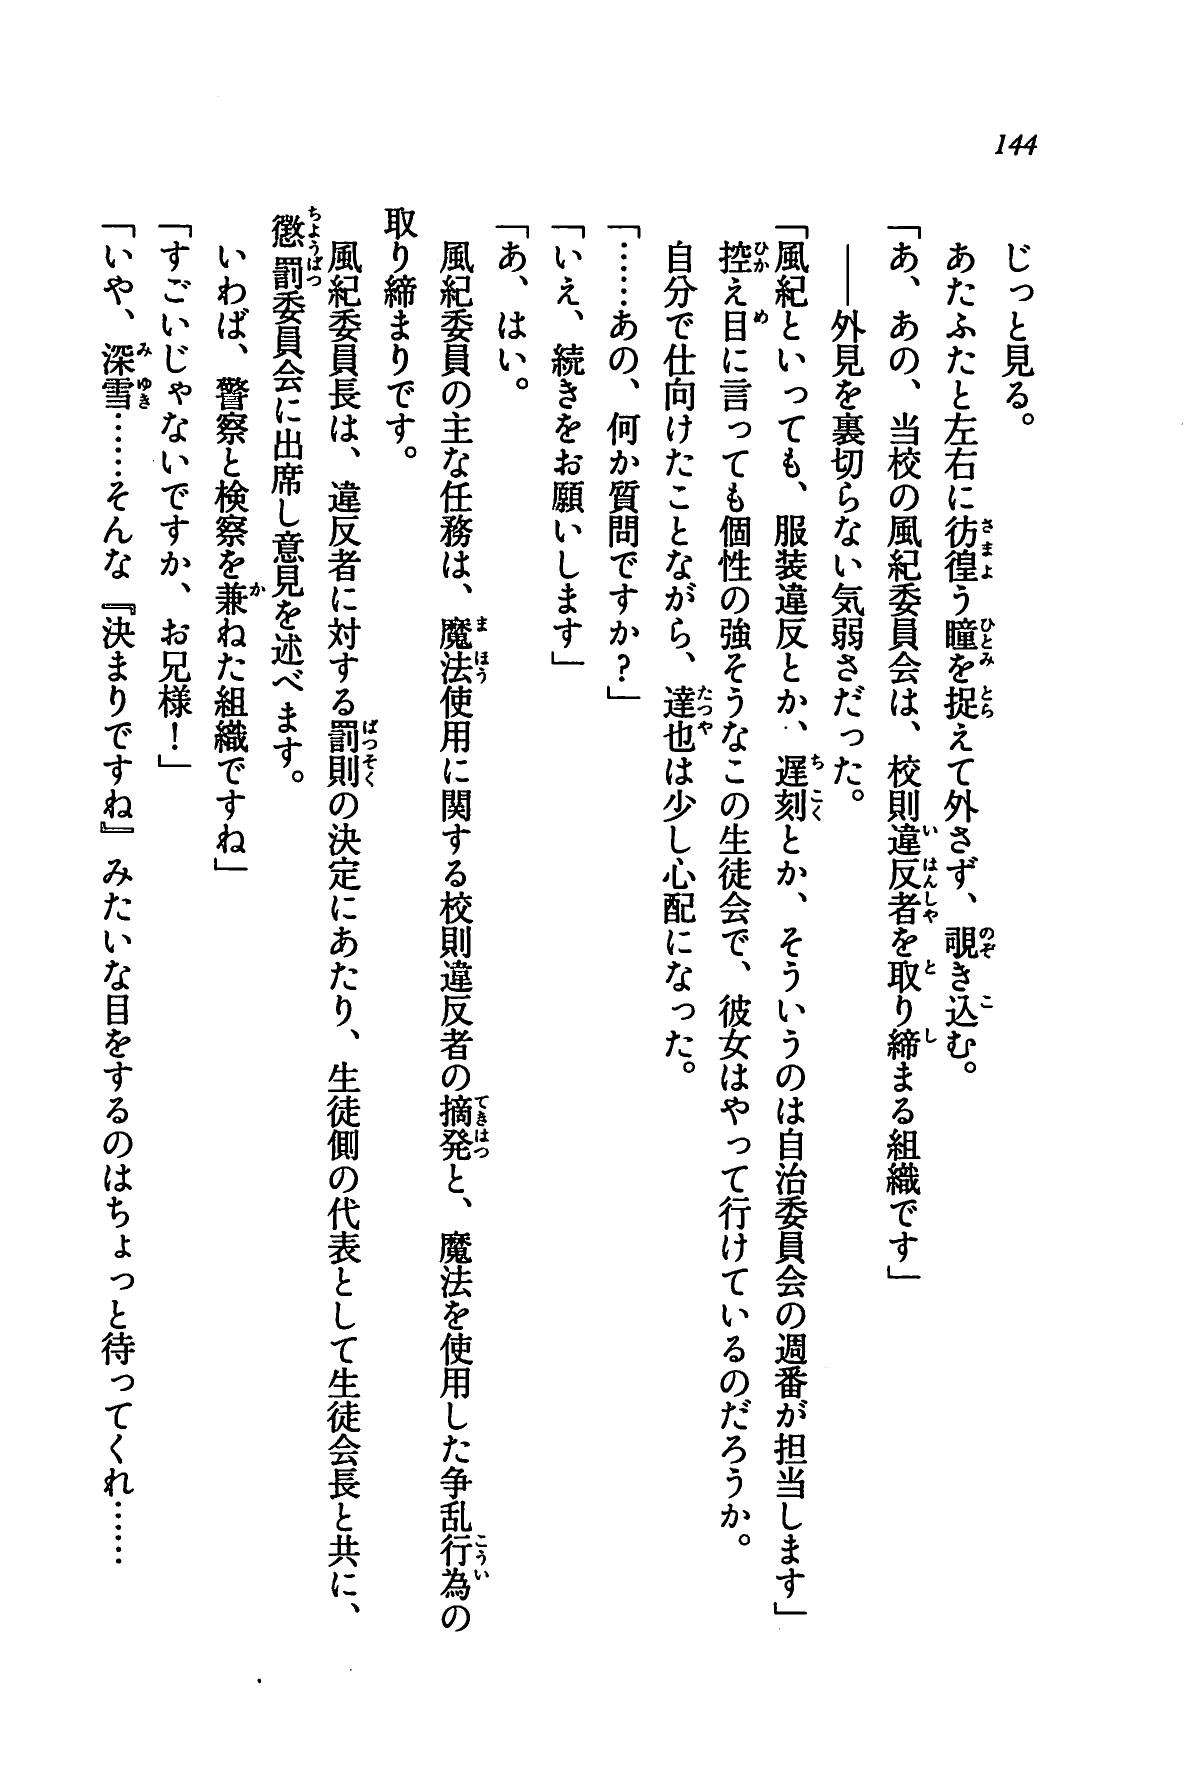 144
じっと見る。
あたふたと左右に彷徨う瞳を捉えて外さず、覗き込む。
「あ、あの、当校の風紀委員会は、校則違反者を取り締まる組織です」
――外見を裏切らない気弱さだった。
「風紀といっても、服装違反とか、遅刻とか、そういうのは自治委員会の週番が担当します」
控え目に言っても個性の強そうなこの生徒会で、彼女はやって行けているのだろうか。
自分で仕向けたことながら、達也は少し心配になった。
「……あの、何か質問ですか？」
「いえ、続きをお願いします」
「あ、はい。
風紀委員の主な任務は、魔法使用に関する校則違反者の摘発と、魔法を使用した争乱行為の
取り締まりです。
風紀委員長は、違反者に対する罰則の決定にあたり、生徒側の代表として生徒会長と共に、
懲罰委員会に出席し意見を述べます。
いわば、警察と検察を兼ねた組織ですね」
「すごいじゃないですか、お兄様！」
「いや、深雪……そんな『決まりですね』みたいな目をするのはちょっと待ってくれ……